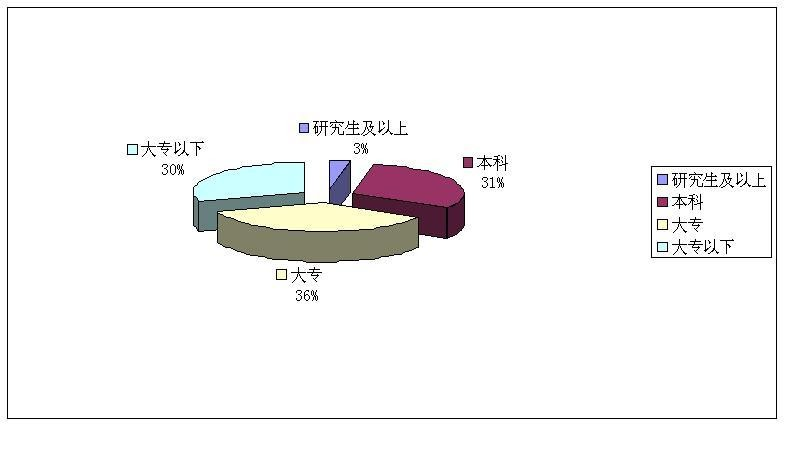 研究生及以上
3%
大专以下
30%
本科
31%
大专
36%
研究生及以上
本科
大专
大专以下